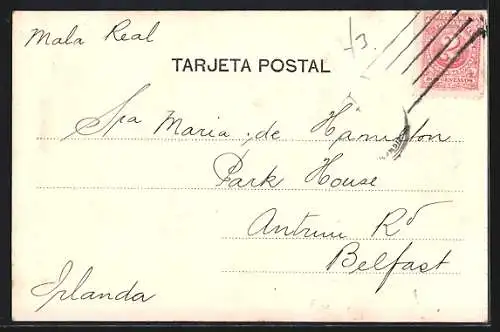 Mala Real
TARJETA POSTAL
Sra Maria de Hamilton
Park House
Antrim Rd
Belfast
Irlanda